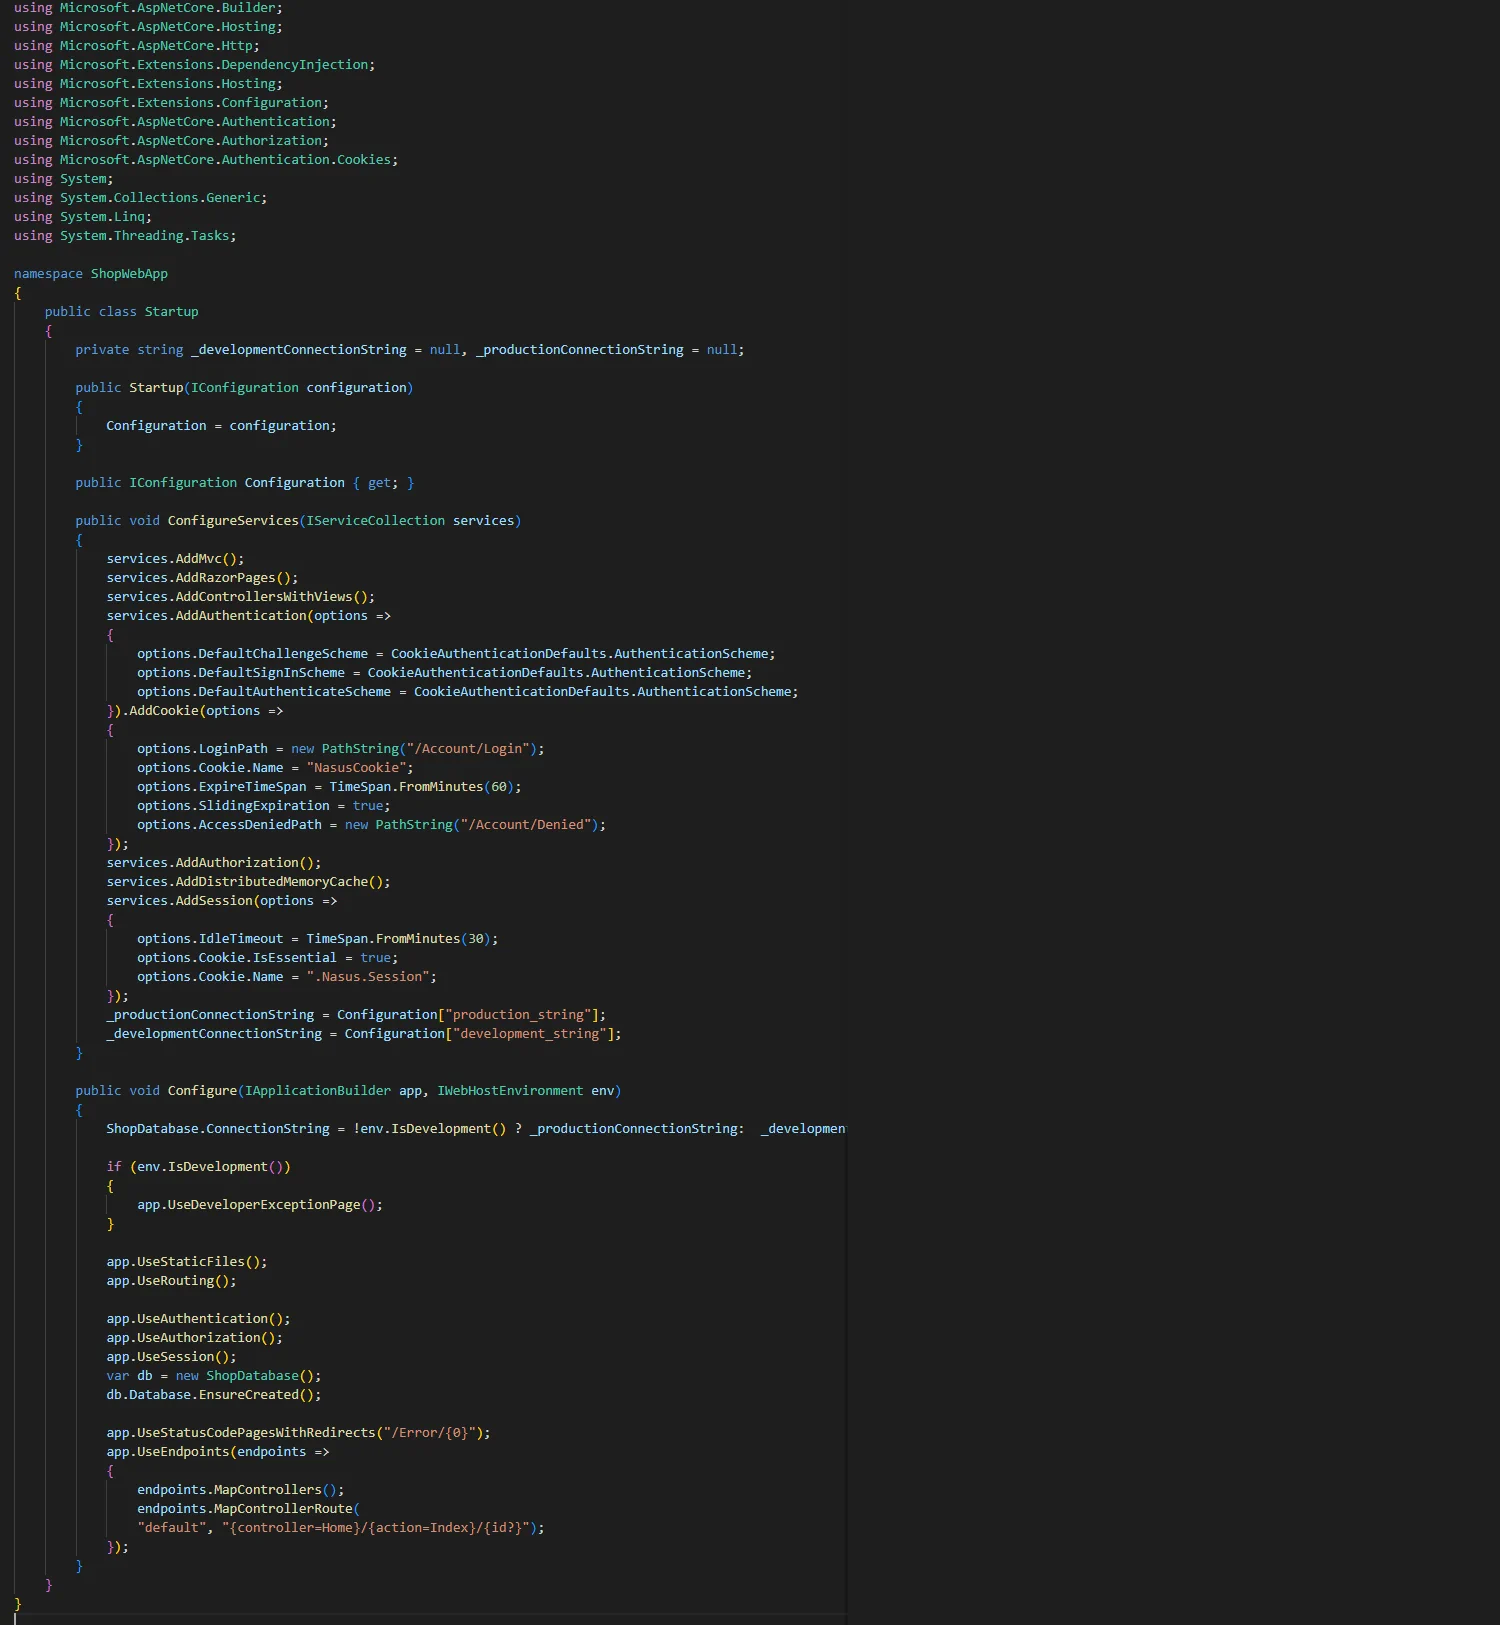 using Microsoft.AspNetCore.Builder;
using Microsoft.AspNetCore.Hosting;
using Microsoft.AspNetCore.Http;
using Microsoft.Extensions.DependencyInjection;
using Microsoft.Extensions.Hosting;
using Microsoft.Extensions.Configuration;
using Microsoft.AspNetCore.Authentication;
using Microsoft.AspNetCore.Authorization;
using Microsoft.AspNetCore.Authentication.Cookies;
using System;
using System.Collections.Generic;
using System.Linq;
using System.Threading.Tasks;

namespace ShopWebApp
{
    public class Startup
    {
        private string _developmentConnectionString = null, _productionConnectionString = null;

        public Startup(IConfiguration configuration)
        {
            Configuration = configuration;
        }

        public IConfiguration Configuration { get; }

        public void ConfigureServices(IServiceCollection services)
        {
            services.AddMvc();
            services.AddRazorPages();
            services.AddControllersWithViews();
            services.AddAuthentication(options =>
            {
                options.DefaultChallengeScheme = CookieAuthenticationDefaults.AuthenticationScheme;
                options.DefaultSignInScheme = CookieAuthenticationDefaults.AuthenticationScheme;
                options.DefaultAuthenticateScheme = CookieAuthenticationDefaults.AuthenticationScheme;
            }).AddCookie(options =>
            {
                options.LoginPath = new PathString("/Account/Login");
                options.Cookie.Name = "NasusCookie";
                options.ExpireTimeSpan = TimeSpan.FromMinutes(60);
                options.SlidingExpiration = true;
                options.AccessDeniedPath = new PathString("/Account/Denied");
            });
            services.AddAuthorization();
            services.AddDistributedMemoryCache();
            services.AddSession(options =>
            {
                options.IdleTimeout = TimeSpan.FromMinutes(30);
                options.Cookie.IsEssential = true;
                options.Cookie.Name = ".Nasus.Session";
            });
            _productionConnectionString = Configuration["production_string"];
            _developmentConnectionString = Configuration["development_string"];
        }

        public void Configure(IApplicationBuilder app, IWebHostEnvironment env)
        {
            ShopDatabase.ConnectionString = !env.IsDevelopment() ? _productionConnectionString:  _developmen

            if (env.IsDevelopment())
            {
                app.UseDeveloperExceptionPage();
            }

            app.UseStaticFiles();
            app.UseRouting();

            app.UseAuthentication();
            app.UseAuthorization();
            app.UseSession();
            var db = new ShopDatabase();
            db.Database.EnsureCreated();

            app.UseStatusCodePagesWithRedirects("/Error/{0}");
            app.UseEndpoints(endpoints =>
            {
                endpoints.MapControllers();
                endpoints.MapControllerRoute(
                "default", "{controller=Home}/{action=Index}/{id?}");
            });
        }
    }
}